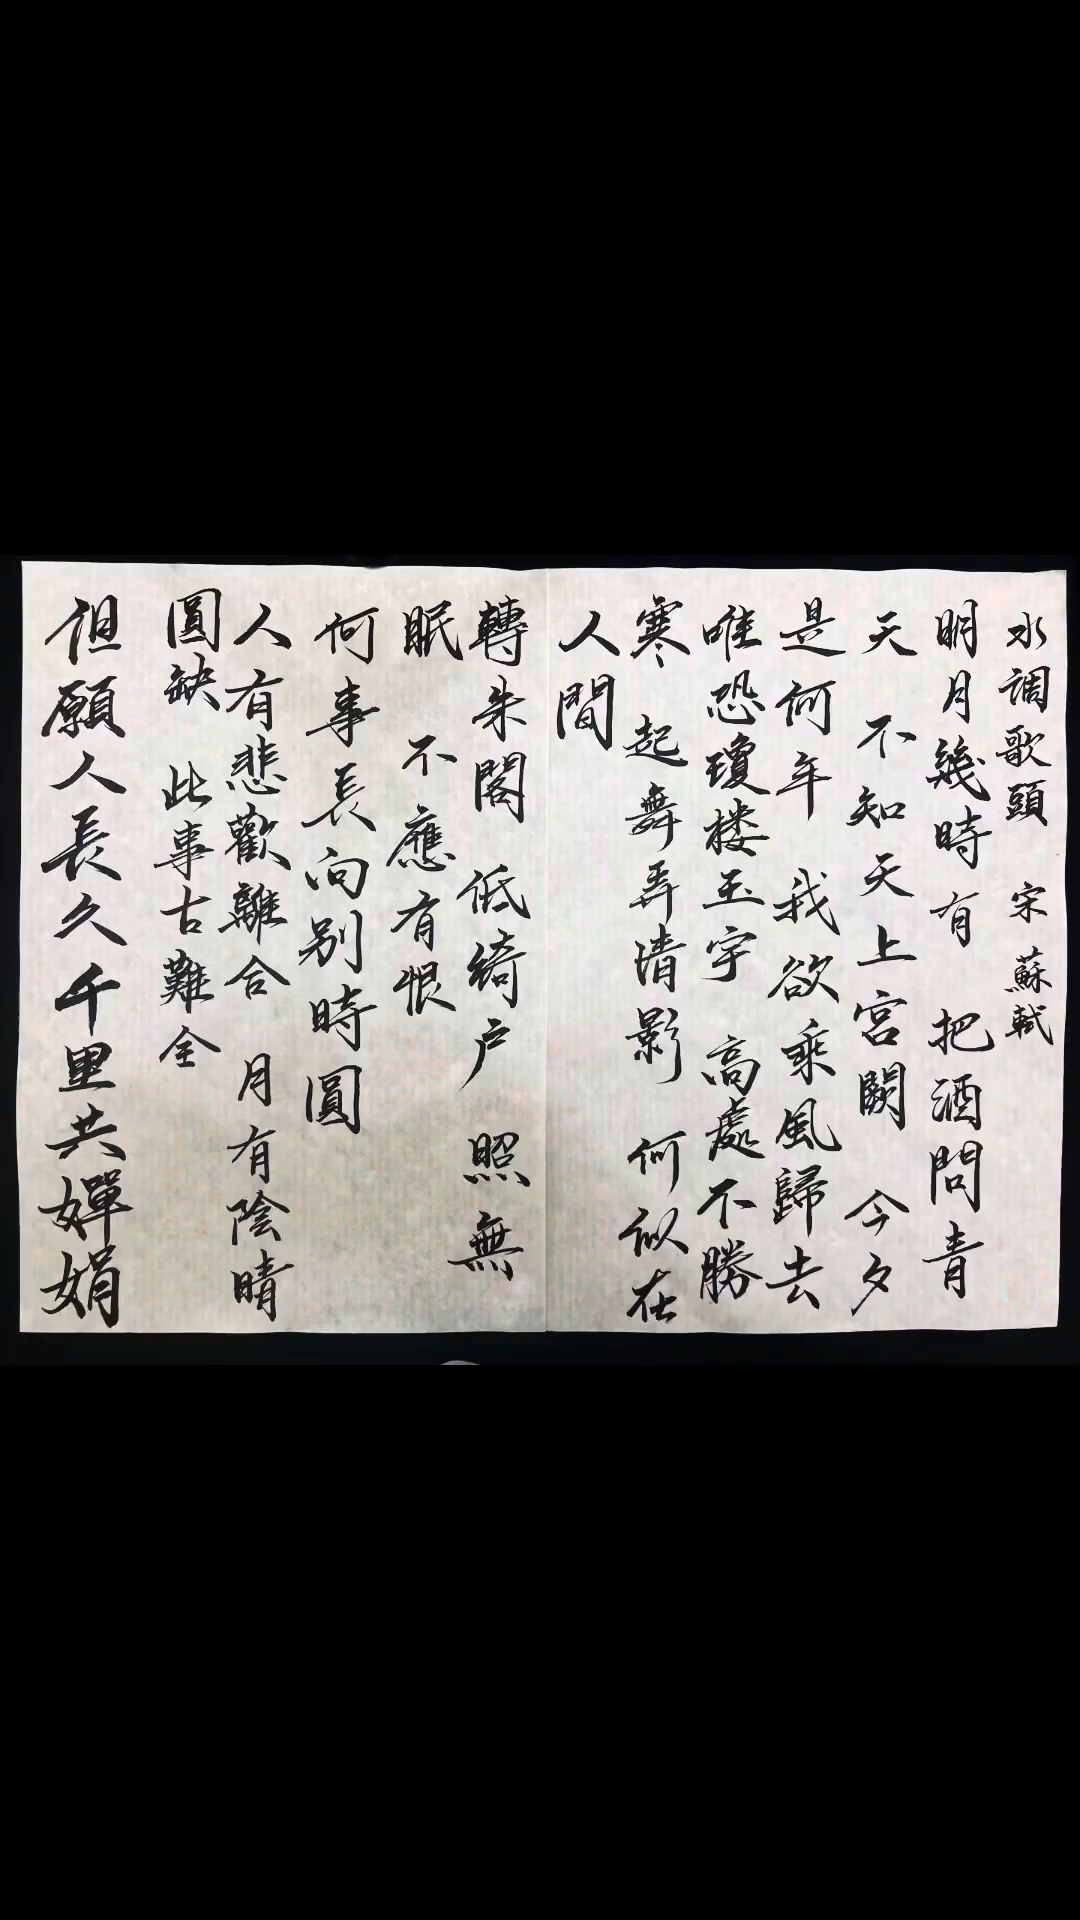 水調歌頭 宋 蘇軾
明月幾時有 把酒問青
天 不知天上宮闕 今夕
是何年 我欲乘風歸去
唯恐瓊楼玉宇 高處不勝
寒 起舞弄清影 何似在
人間
轉朱閣 低綺户 照無
眠 不應有恨
何事長向别時圓
人有悲歡離合 月有陰晴
圓缺 此事古難全
但願人長久千里共嬋娟